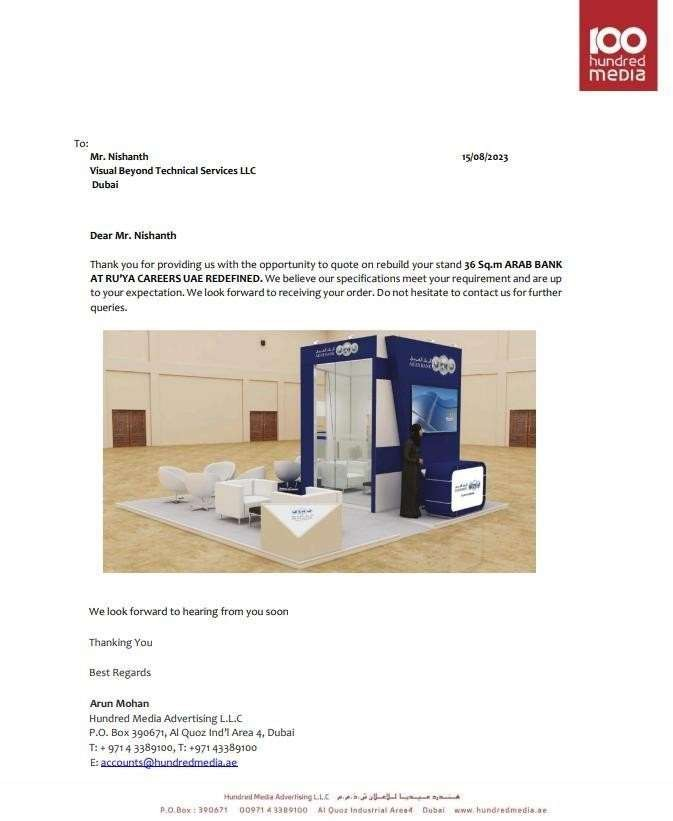 100
hundred
media
To:
Mr. Nishanth 15/08/2023
Visual Beyond Technical Services LLC
Dubai
Dear Mr. Nishanth
Thank you for providing us with the opportunity to quote on rebuild your stand 36 Sq.m ARAB BANK
AT RU'YA CAREERS UAE REDEFINED. We believe our specifications meet your requirement and are up
to your expectation. We look forward to receiving your order. Do not hesitate to contact us for further
queries.
ARAB BANK
We look forward to hearing from you soon
Thanking You
Best Regards
Arun Mohan
Hundred Media Advertising L.L.C
P.O. Box 390671, Al Quoz Ind'l Area 4, Dubai
T: + 971 4 3389100, T: +971 43389100
E: accounts@hundredmedia.ae
Hundred Media Advertising L.L.C هندرد ميديا للاعلان ش.ذ.م.م
P.O.Box : 390671 00971 4 3389100 Al Quoz Industrial Area4 Dubai www.hundredmedia.ae